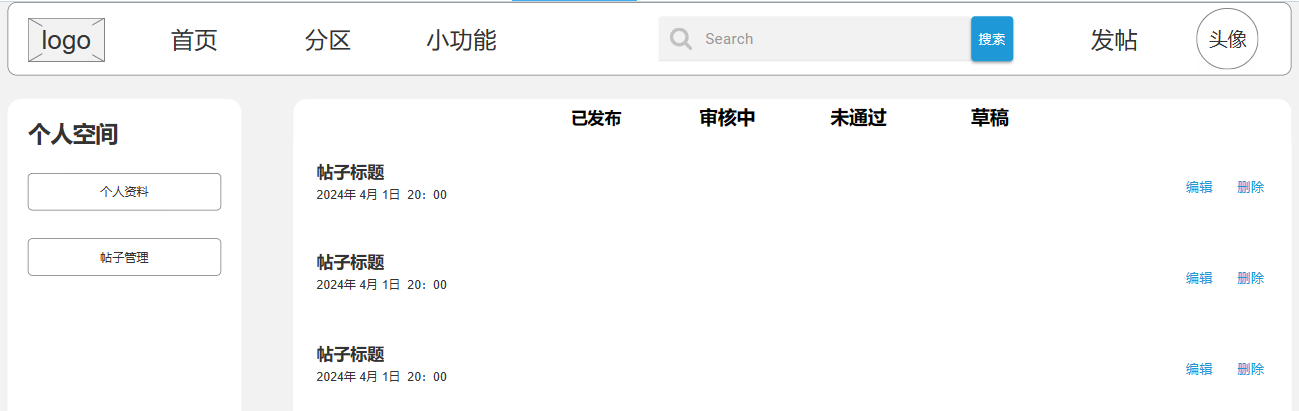 logo 首页 分区 小功能 Search 搜索 发帖 头像
个人空间
个人资料
帖子管理
已发布 审核中 未通过 草稿
帖子标题
2024年 4月 1日 20：00
编辑 删除
帖子标题
2024年 4月 1日 20：00
编辑 删除
帖子标题
2024年 4月 1日 20：00
编辑 删除